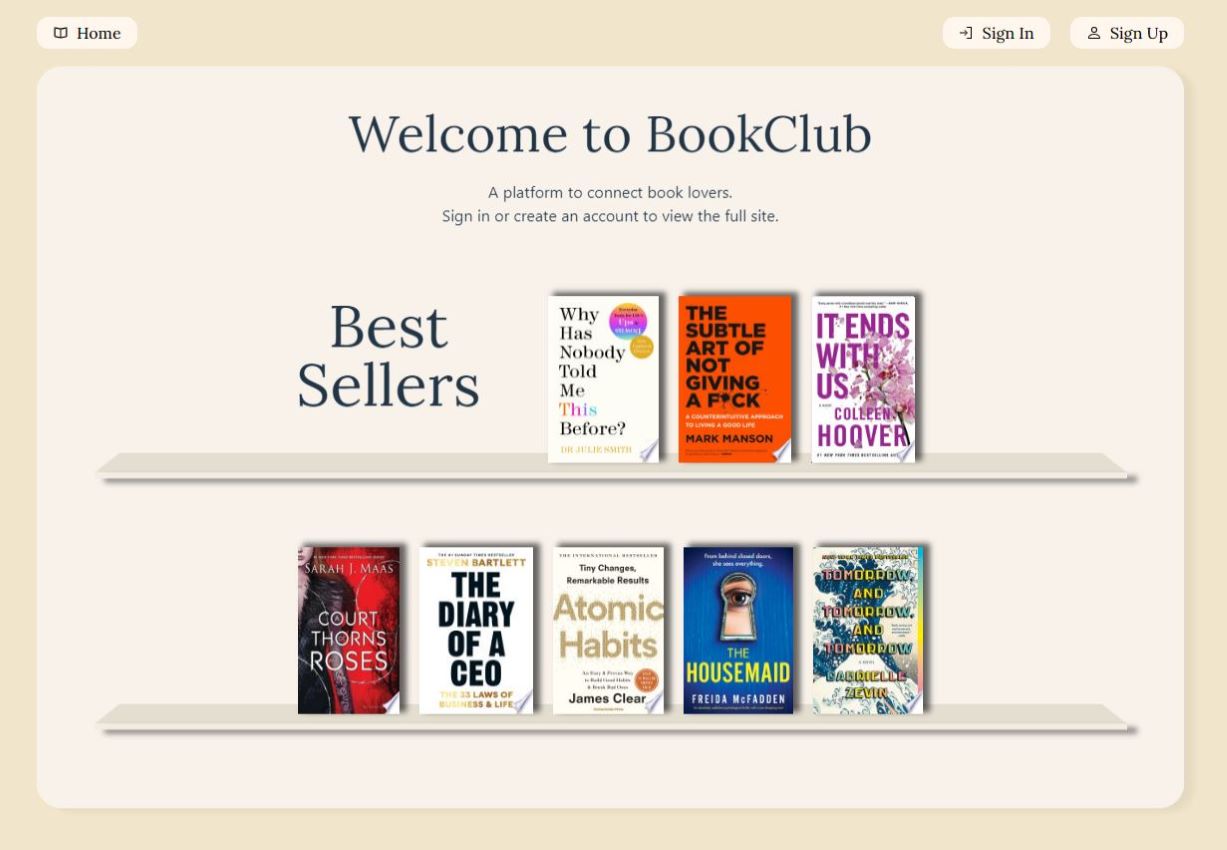 Home
Sign In
Sign Up
Welcome to BookClub
A platform to connect book lovers.
Sign in or create an account to view the full site.
Best
Sellers
Why
Has
Nobody
Told
Me
This
Before?
DR JULIE SMITH
THE
SUBTLE
ART OF
NOT
GIVING
A F*CK
A COUNTERINTUITIVE APPROACH
TO LIVING A GOOD LIFE
MARK MANSON
IT ENDS
WITH
US
COLLEEN
HOOVER
#1 NEW YORK TIMES BESTSELLING
SARAH J. MAAS
COURT
THORNS
ROSES
THE #1 SUNDAY TIMES BESTSELLER
STEVEN BARTLETT
THE
DIARY
OF A
CEO
THE 33 LAWS OF
BUSINESS & LIFE
THE INTERNATIONAL BESTSELLER
Tiny Changes,
Remarkable Results
Atomic
Habits
An Easy & Proven Way
to Build Good Habits
& Break Bad Ones
James Clear
From behind closed doors,
she sees everything.
THE
HOUSEMAID
FREIDA McFADDEN
TOMORROW,
AND
TOMORROW,
AND
TOMORROW
A NOVEL
GABRIELLE
ZEVIN